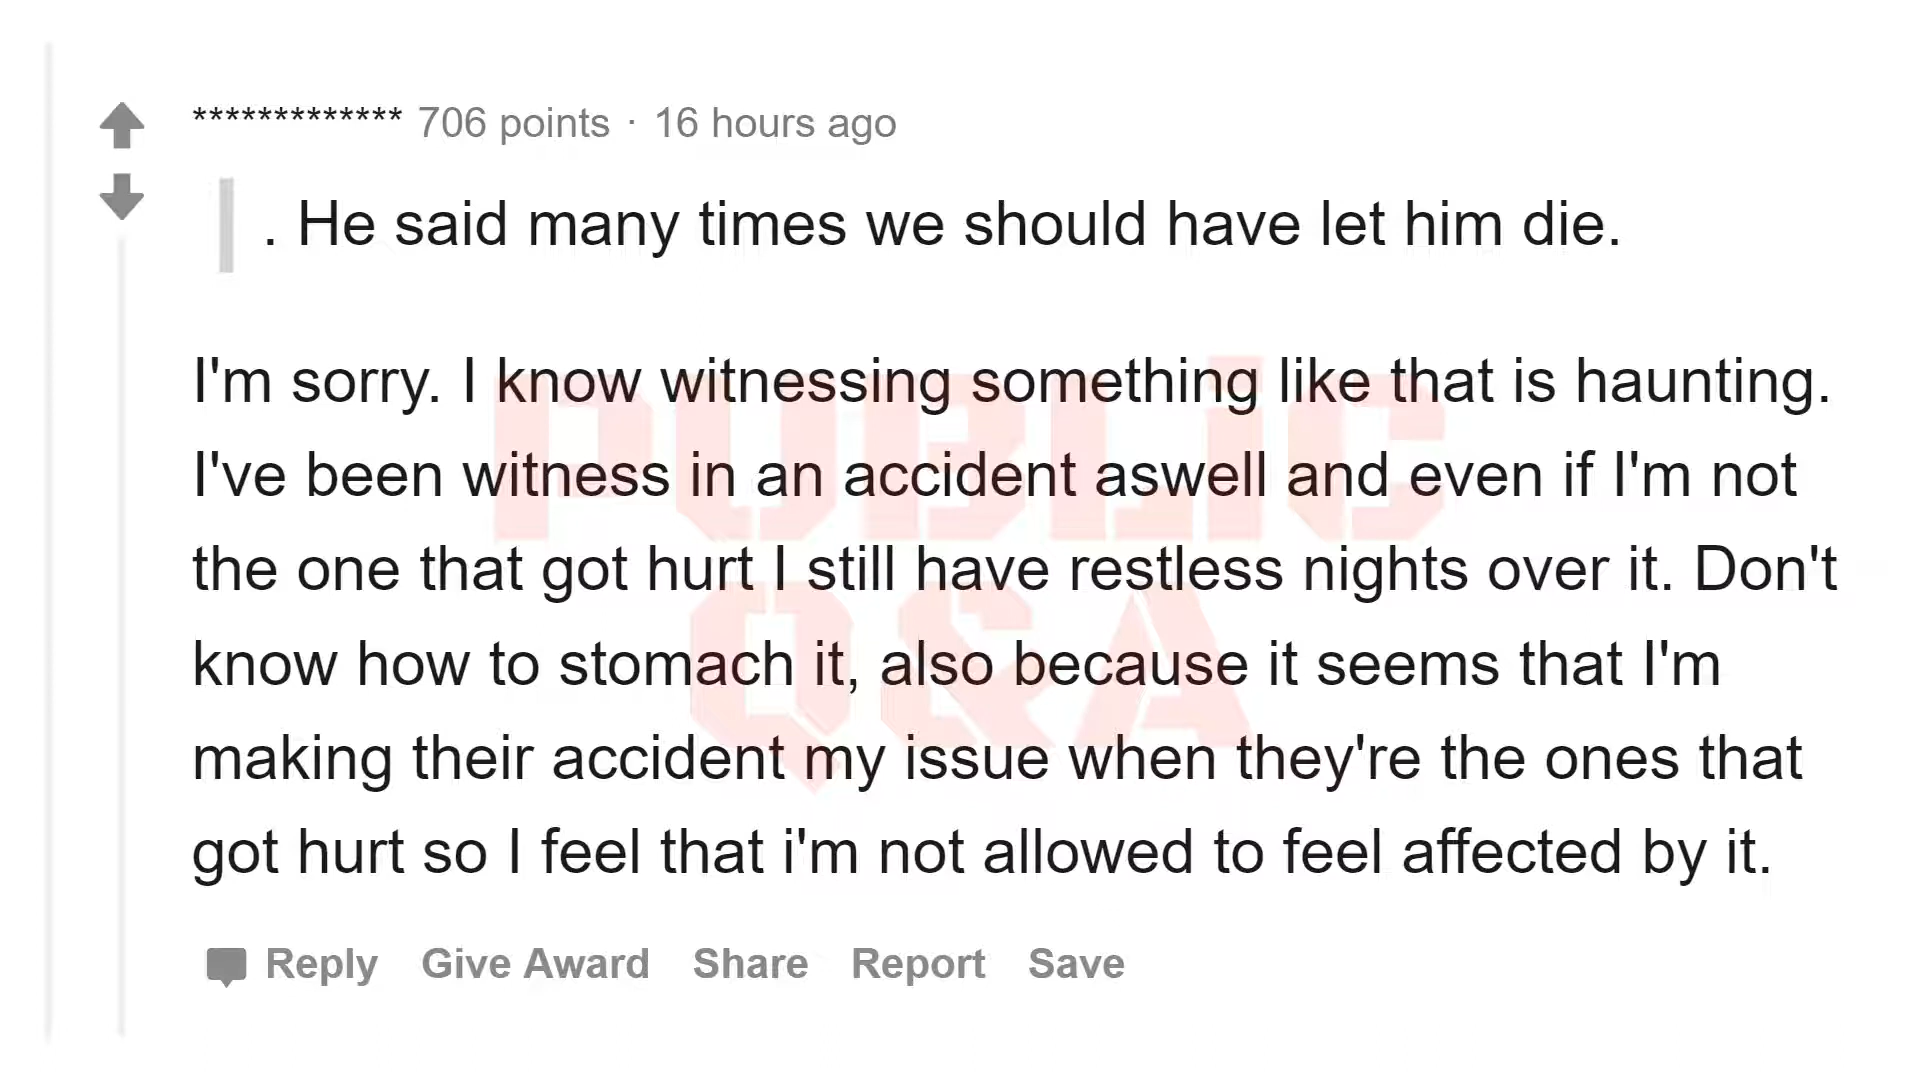 ************* 706 points · 16 hours ago
. He said many times we should have let him die.
I'm sorry. I know witnessing something like that is haunting.
I've been witness in an accident aswell and even if I'm not
the one that got hurt I still have restless nights over it. Don't
know how to stomach it, also because it seems that I'm
making their accident my issue when they're the ones that
got hurt so I feel that i'm not allowed to feel affected by it.
Reply Give Award Share Report Save
PUBLiC
Q&A